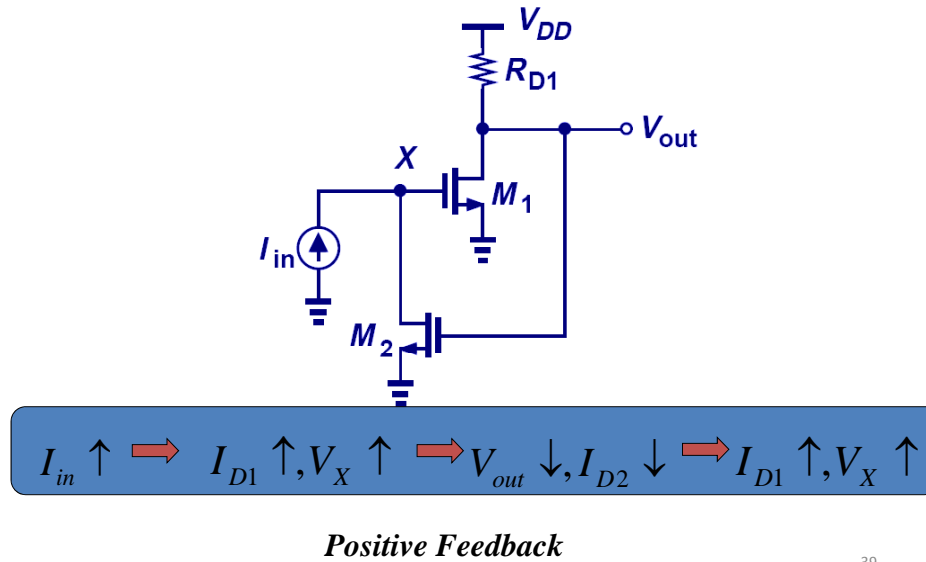 V_DD
R_D1
V_out
X
M_1
I_in
M_2
I_in ↑ ⇒ I_D1 ↑, V_X ↑ ⇒ V_out ↓, I_D2 ↓ ⇒ I_D1 ↑, V_X ↑
Positive Feedback